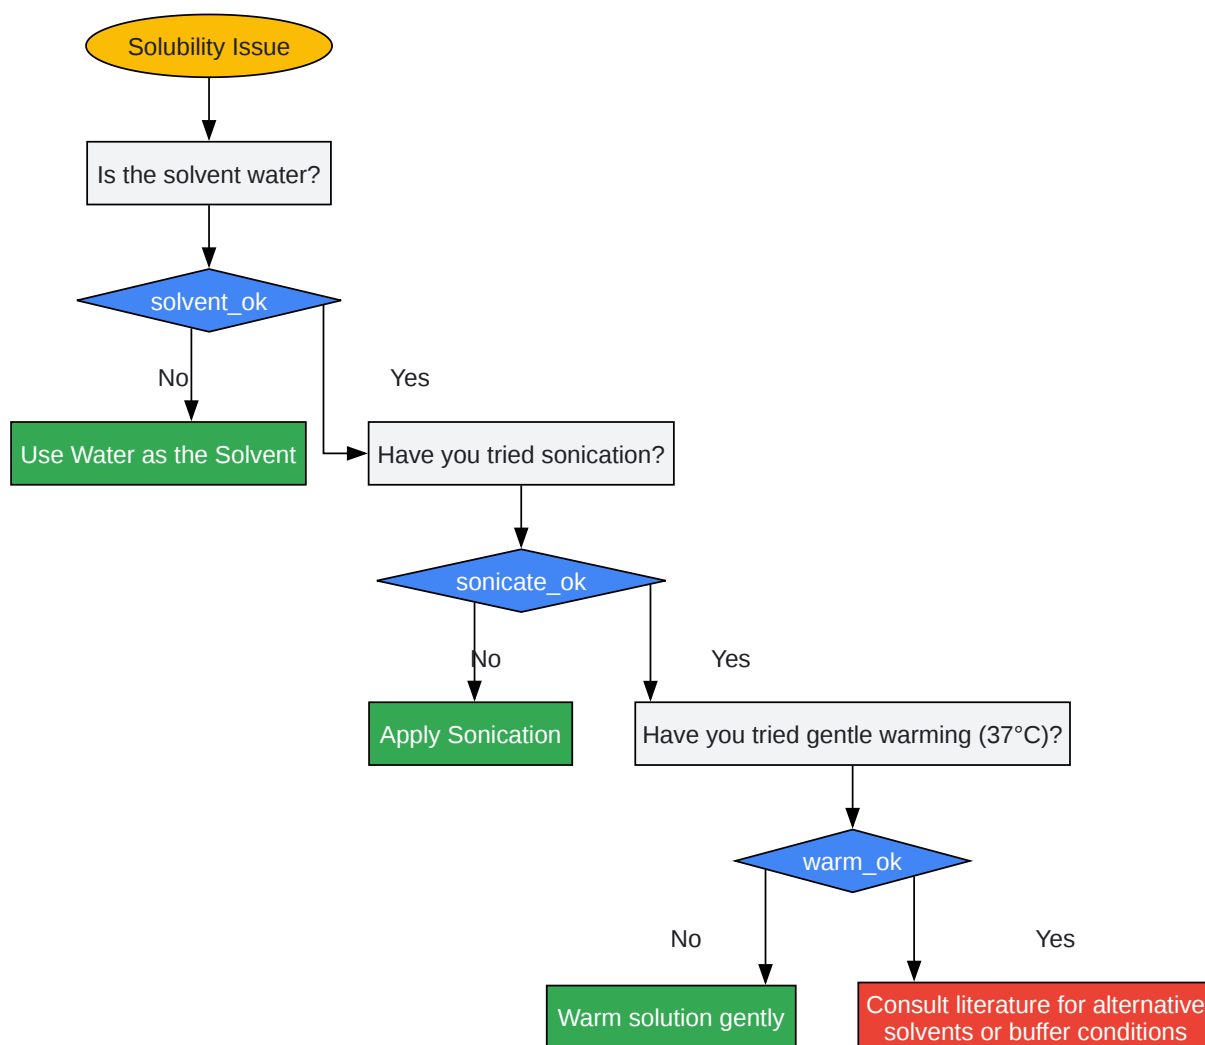 Solubility Issue
Is the solvent water?
solvent_ok
No
Yes
Use Water as the Solvent
Have you tried sonication?
sonicate_ok
No
Yes
Apply Sonication
Have you tried gentle warming (37°C)?
warm_ok
No
Yes
Warm solution gently
Consult literature for alternative
solvents or buffer conditions